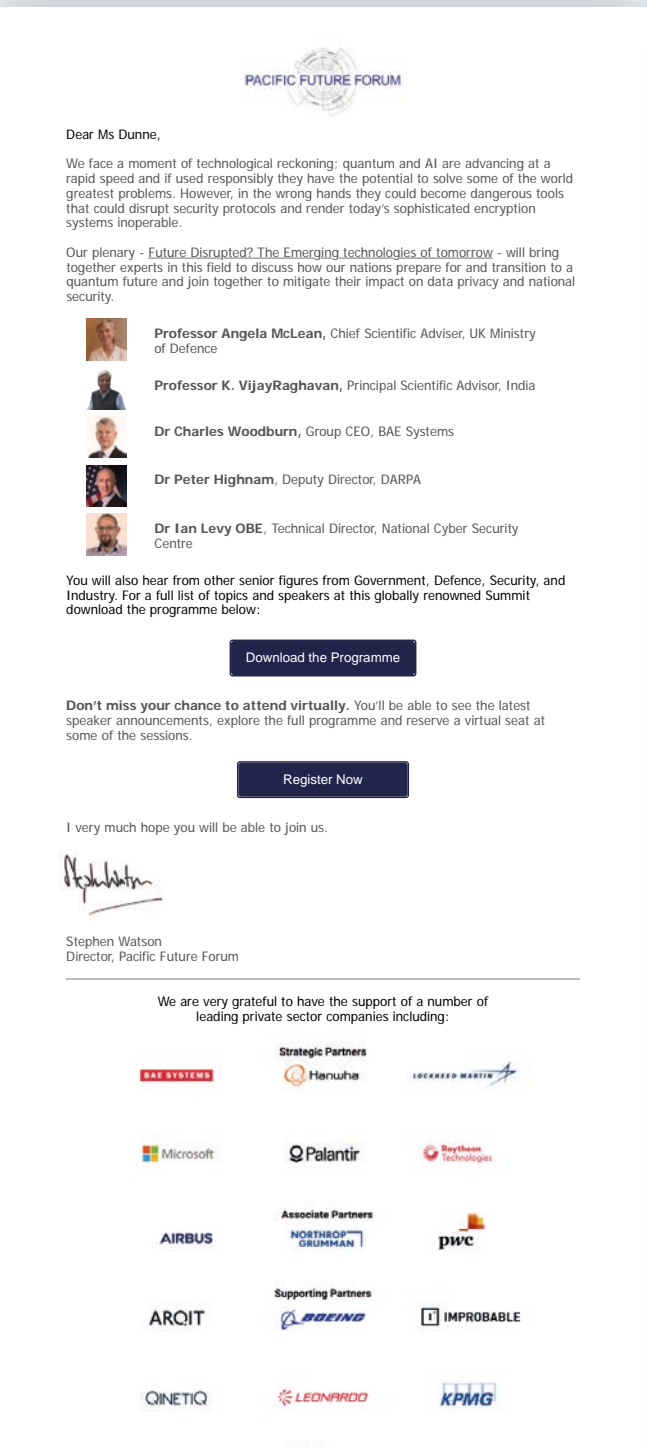 PACIFIC FUTURE FORUM
Dear Ms Dunne,
We face a moment of technological reckoning; quantum and AI are advancing at a
rapid speed and if used responsibly they have the potential to solve some of the world
greatest problems. However, in the wrong hands they could become dangerous tools
that could disrupt security protocols and render today's sophisticated encryption
systems inoperable.
Our plenary - Future Disrupted? The Emerging technologies of tomorrow - will bring
together experts in this field to discuss how our nations prepare for and transition to a
quantum future and join together to mitigate their impact on data privacy and national
security.
Professor Angela McLean, Chief Scientific Adviser, UK Ministry
of Defence
Professor K. VijayRaghavan, Principal Scientific Advisor, India
Dr Charles Woodburn, Group CEO, BAE Systems
Dr Peter Highnam, Deputy Director, DARPA
Dr Ian Levy OBE, Technical Director, National Cyber Security
Centre
You will also hear from other senior figures from Government, Defence, Security, and
Industry. For a full list of topics and speakers at this globally renowned Summit
download the programme below:
Download the Programme
Don't miss your chance to attend virtually. You'll be able to see the latest
speaker announcements, explore the full programme and reserve a virtual seat at
some of the sessions.
Register Now
I very much hope you will be able to join us.
Stephen Watson
Stephen Watson
Director, Pacific Future Forum
We are very grateful to have the support of a number of
leading private sector companies including:
Strategic Partners
BAE SYSTEMS
Hanwha
LOCKHEED MARTIN
Microsoft
Palantir
Raytheon
Technologies
Associate Partners
AIRBUS
NORTHROP
GRUMMAN
pwc
Supporting Partners
ARQIT
BOEING
IMPROBABLE
QINETIQ
LEONARDO
KPMG